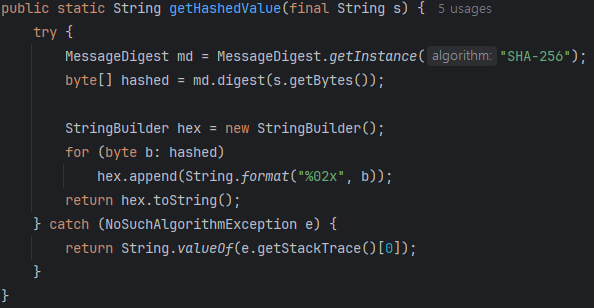 public static String getHashedValue(final String s) {  5 usages
    try {
        MessageDigest md = MessageDigest.getInstance( algorithm: "SHA-256");
        byte[] hashed = md.digest(s.getBytes());

        StringBuilder hex = new StringBuilder();
        for (byte b: hashed)
            hex.append(String.format("%02x", b));
        return hex.toString();
    } catch (NoSuchAlgorithmException e) {
        return String.valueOf(e.getStackTrace()[0]);
    }
}